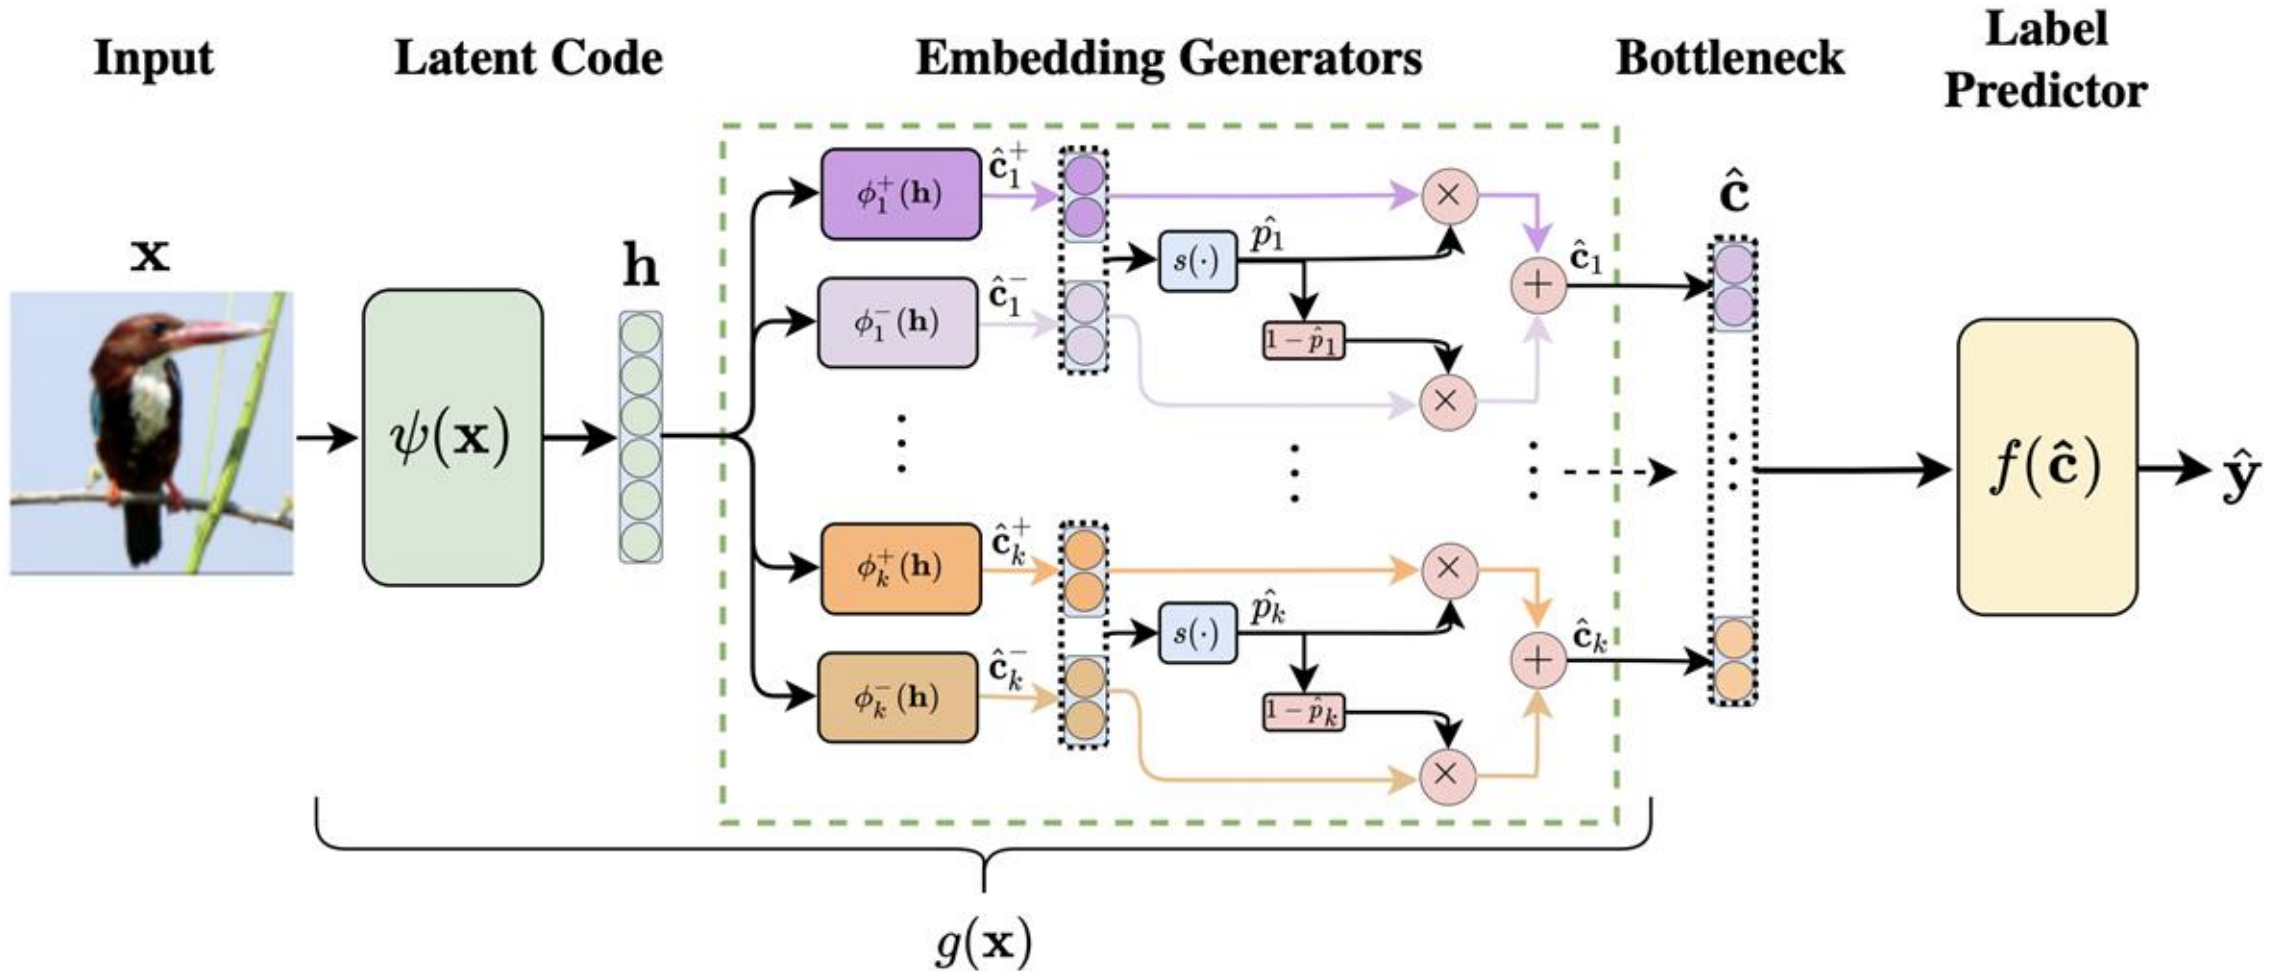 Input
Latent Code
Embedding Generators
Bottleneck
Label
Predictor
x
ψ(x)
h
ϕ₁⁺(h)
ĉ₁⁺
ϕ₁⁻(h)
ĉ₁⁻
s(·)
p̂₁
1 − p̂₁
×
×
+
ĉ₁
⋮
ϕₖ⁺(h)
ĉₖ⁺
ϕₖ⁻(h)
ĉₖ⁻
s(·)
p̂ₖ
1 − p̂ₖ
×
×
+
ĉₖ
ĉ
f(ĉ)
ŷ
g(x)